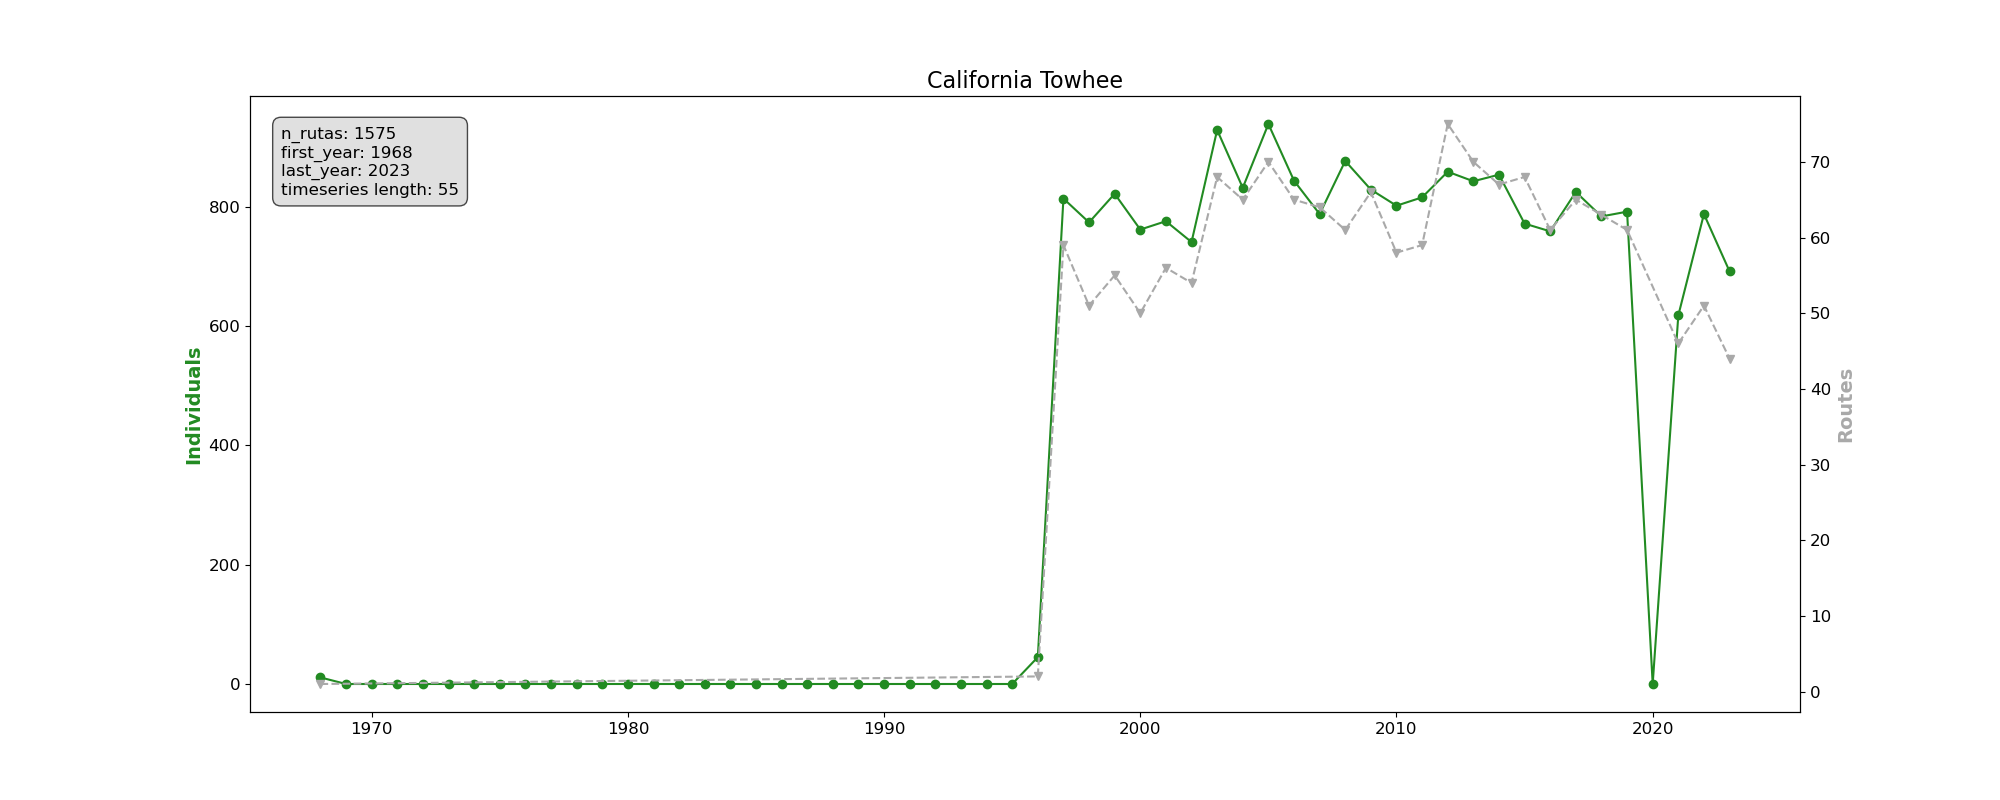 California Towhee
n_rutas: 1575
first_year: 1968
last_year: 2023
timeseries length: 55
Individuals
800
600
400
200
0
Routes
70
60
50
40
30
20
10
0
1970 1980 1990 2000 2010 2020